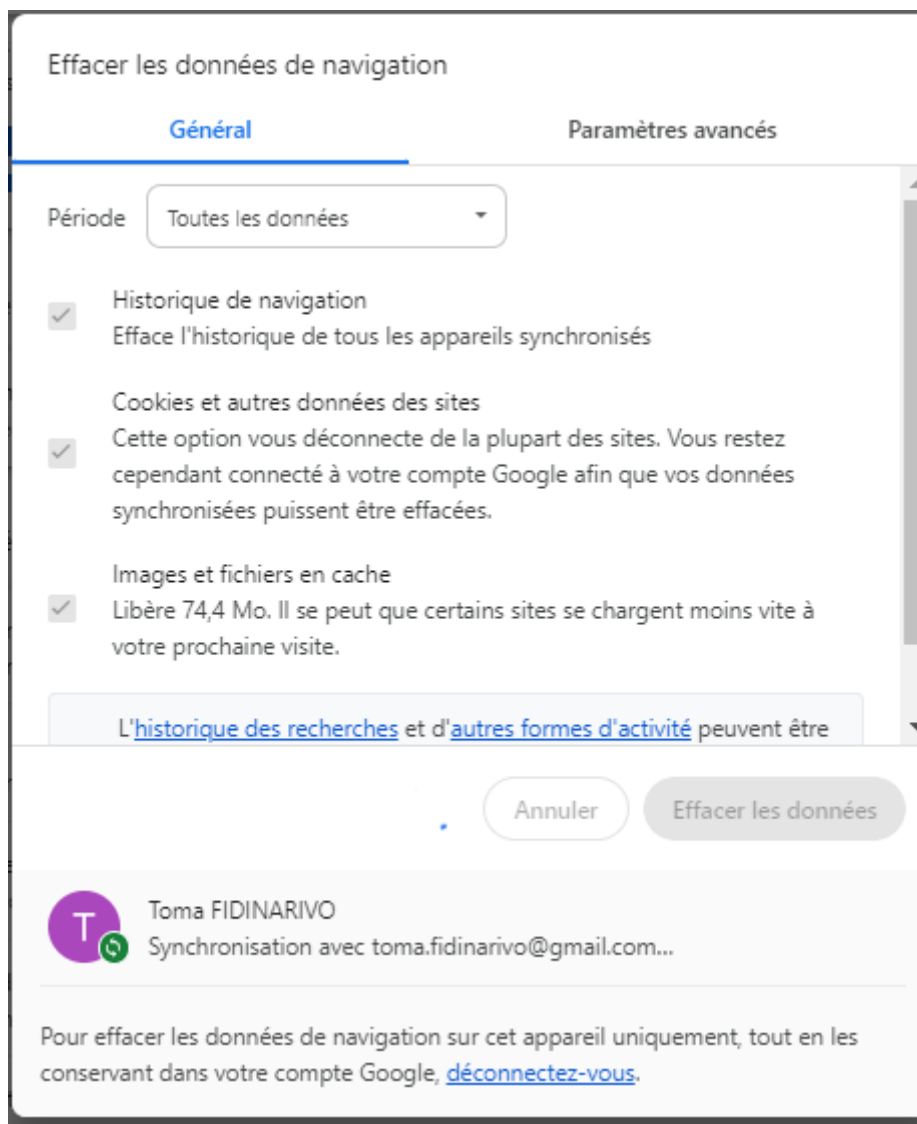 Effacer les données de navigation
Général
Paramètres avancés
Période
Toutes les données
Historique de navigation
Efface l'historique de tous les appareils synchronisés
Cookies et autres données des sites
Cette option vous déconnecte de la plupart des sites. Vous restez
cependant connecté à votre compte Google afin que vos données
synchronisées puissent être effacées.
Images et fichiers en cache
Libère 74,4 Mo. Il se peut que certains sites se chargent moins vite à
votre prochaine visite.
L'historique des recherches et d'autres formes d'activité peuvent être
Annuler
Effacer les données
T
Toma FIDINARIVO
Synchronisation avec toma.fidinarivo@gmail.com...
Pour effacer les données de navigation sur cet appareil uniquement, tout en les
conservant dans votre compte Google, déconnectez-vous.